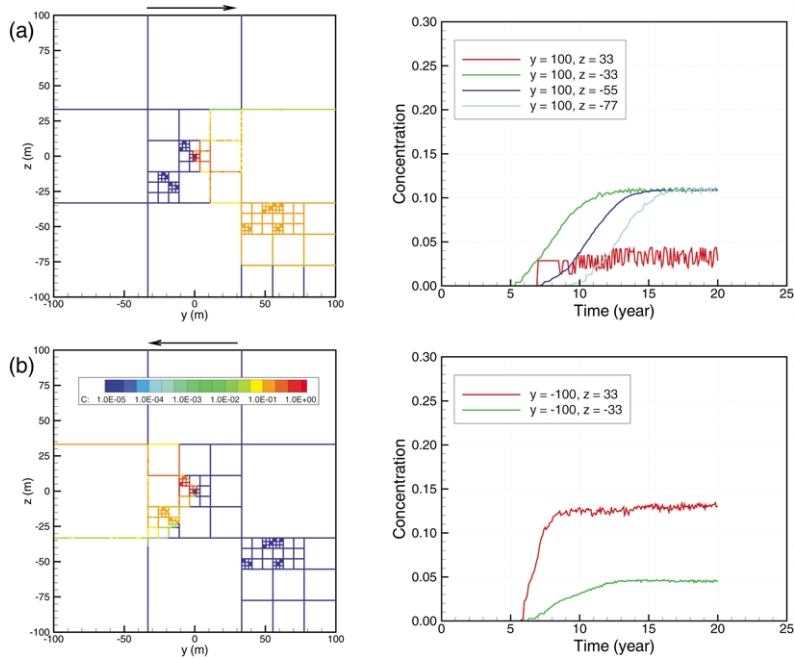 (a)
100
75
50
25
0
-25
-50
-75
-100
z (m)
-100 -50 0 50 100
y (m)
0.30
0.25
0.20
0.15
0.10
0.05
0.00
Concentration
y = 100, z = 33
y = 100, z = -33
y = 100, z = -55
y = 100, z = -77
0 5 10 15 20 25
Time (year)
(b)
100
75
50
25
0
-25
-50
-75
-100
z (m)
C: 1.0E-05 1.0E-04 1.0E-03 1.0E-02 1.0E-01 1.0E+00
-100 -50 0 50 100
y (m)
0.30
0.25
0.20
0.15
0.10
0.05
0.00
Concentration
y = -100, z = 33
y = -100, z = -33
0 5 10 15 20 25
Time (year)